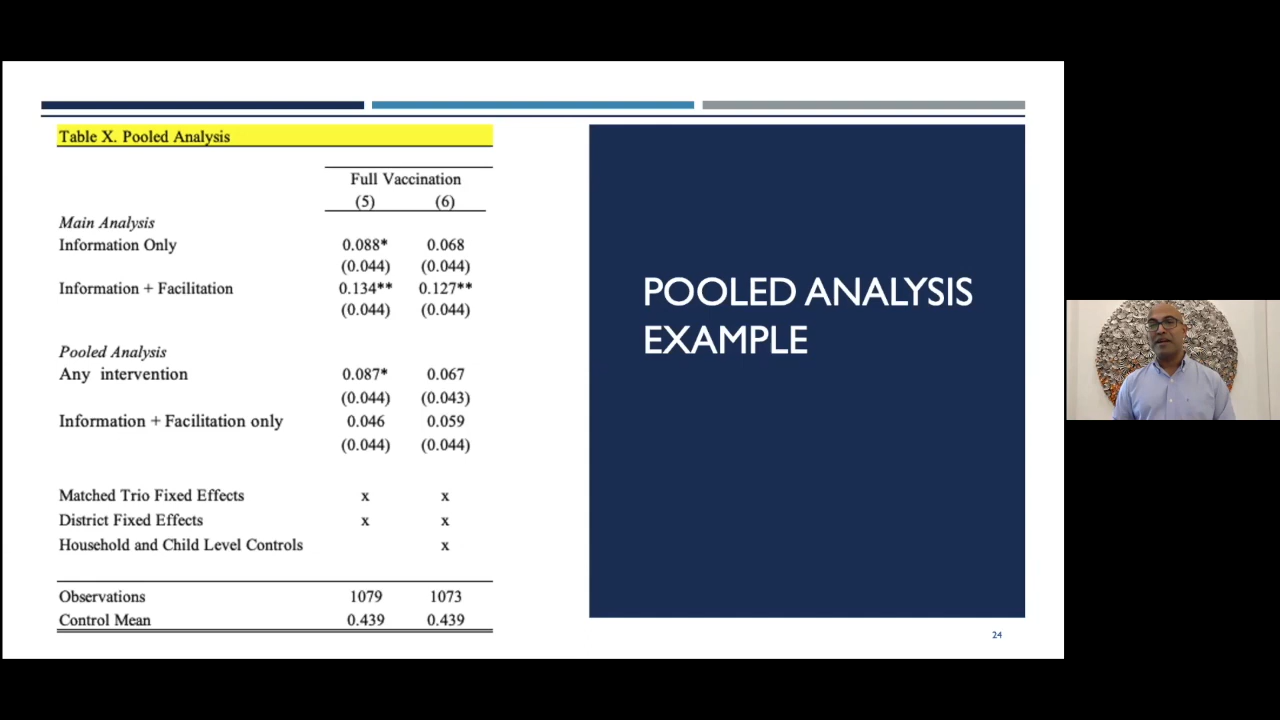 Table X. Pooled Analysis
Full Vaccination
(5) (6)
Main Analysis
Information Only 0.088* 0.068
(0.044) (0.044)
Information + Facilitation 0.134** 0.127**
(0.044) (0.044)
Pooled Analysis
Any intervention 0.087* 0.067
(0.044) (0.043)
Information + Facilitation only 0.046 0.059
(0.044) (0.044)
Matched Trio Fixed Effects x x
District Fixed Effects x x
Household and Child Level Controls x
Observations 1079 1073
Control Mean 0.439 0.439
POOLED ANALYSIS
EXAMPLE
24